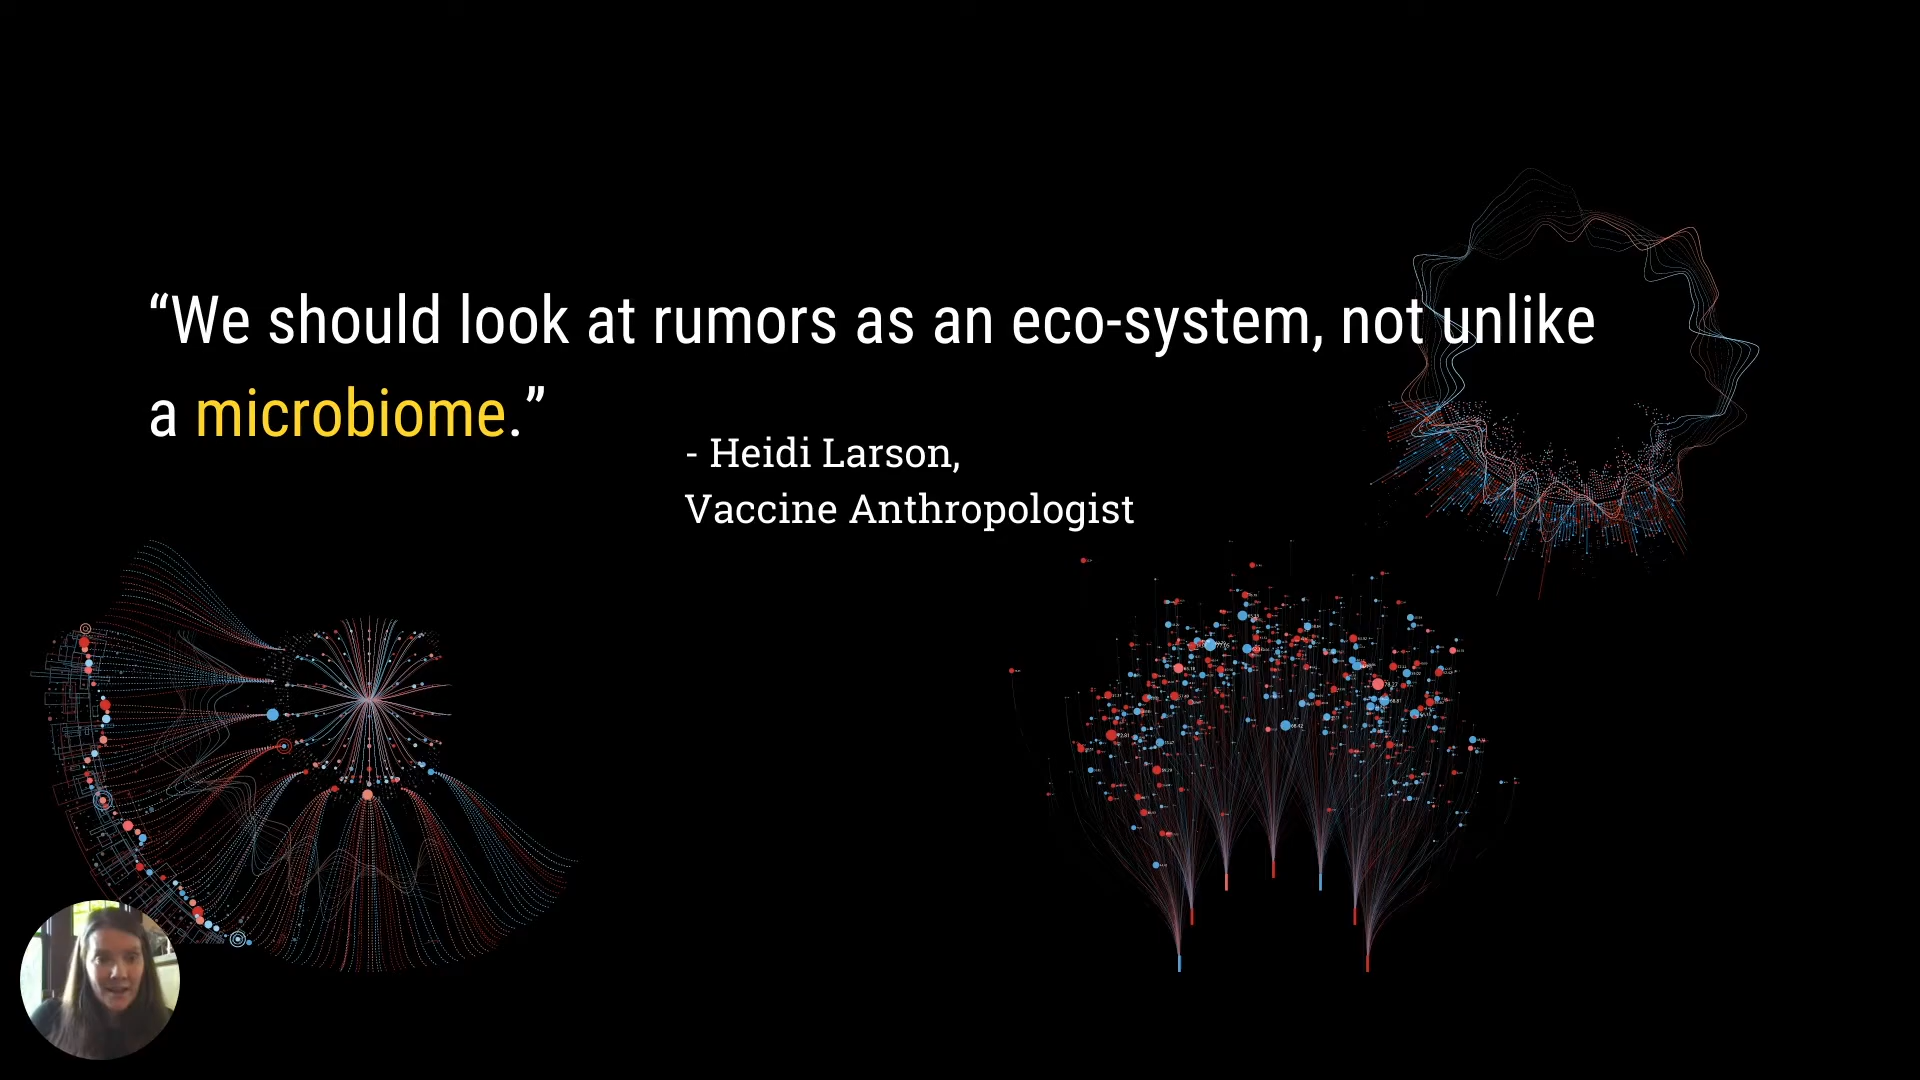 “We should look at rumors as an eco-system, not unlike
a microbiome.”
- Heidi Larson,
Vaccine Anthropologist